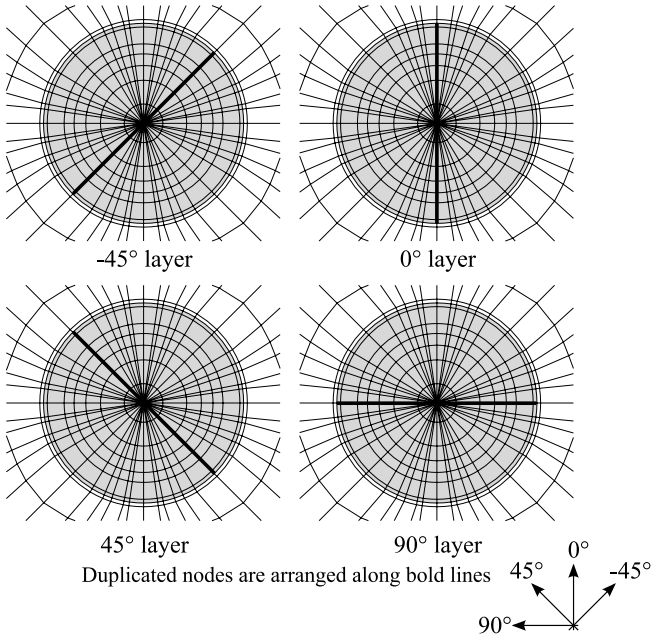 -45° layer
0° layer
45° layer
90° layer
Duplicated nodes are arranged along bold lines
0°
45°
-45°
90°